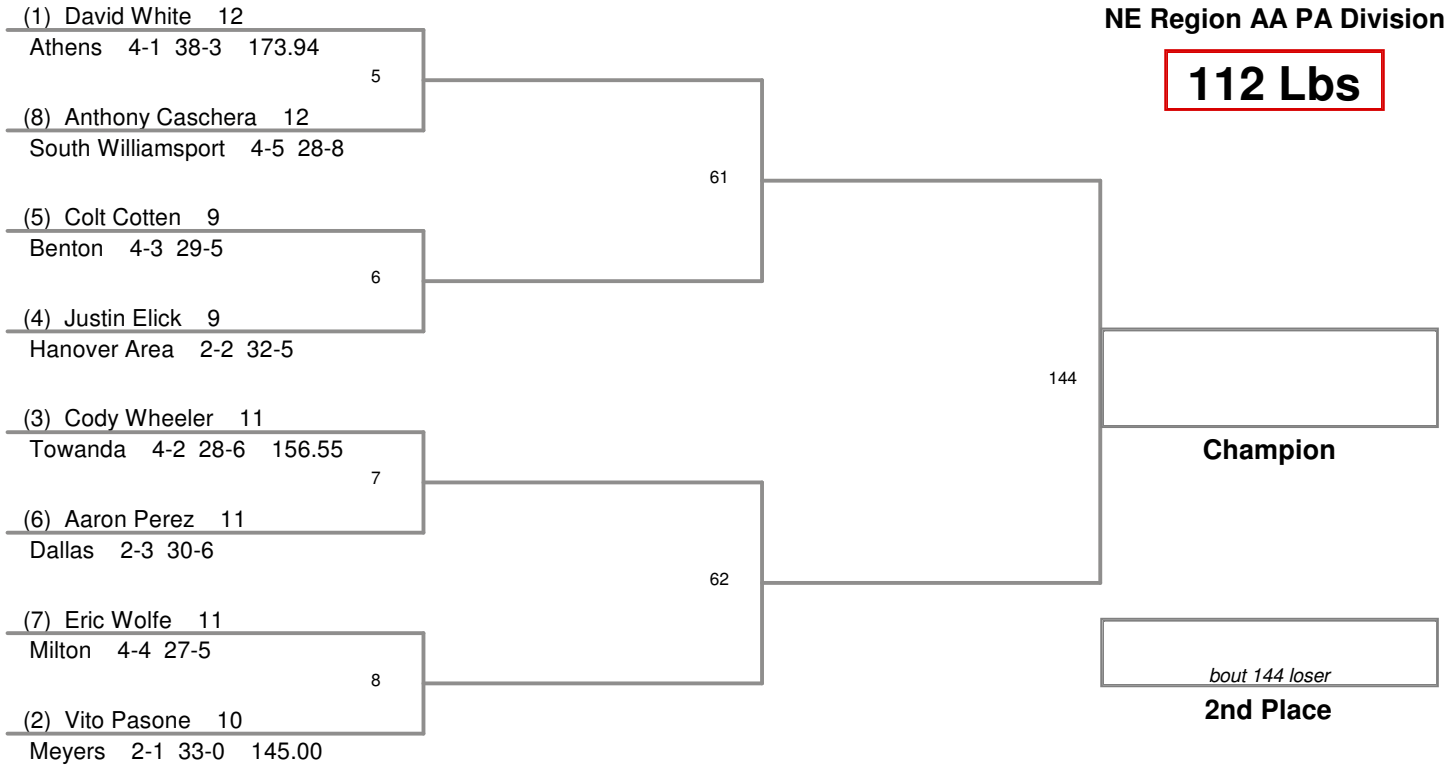 (1) David White 12
NE Region AA PA Division
Athens 4-1 38-3 173.94
5
112 Lbs
(8) Anthony Caschera 12
South Williamsport 4-5 28-8
61
(5) Colt Cotten 9
Benton 4-3 29-5
6
(4) Justin Elick 9
Hanover Area 2-2 32-5
144
(3) Cody Wheeler 11
Towanda 4-2 28-6 156.55
Champion
7
(6) Aaron Perez 11
Dallas 2-3 30-6
62
(7) Eric Wolfe 11
Milton 4-4 27-5
bout 144 loser
8
2nd Place
(2) Vito Pasone 10
Meyers 2-1 33-0 145.00